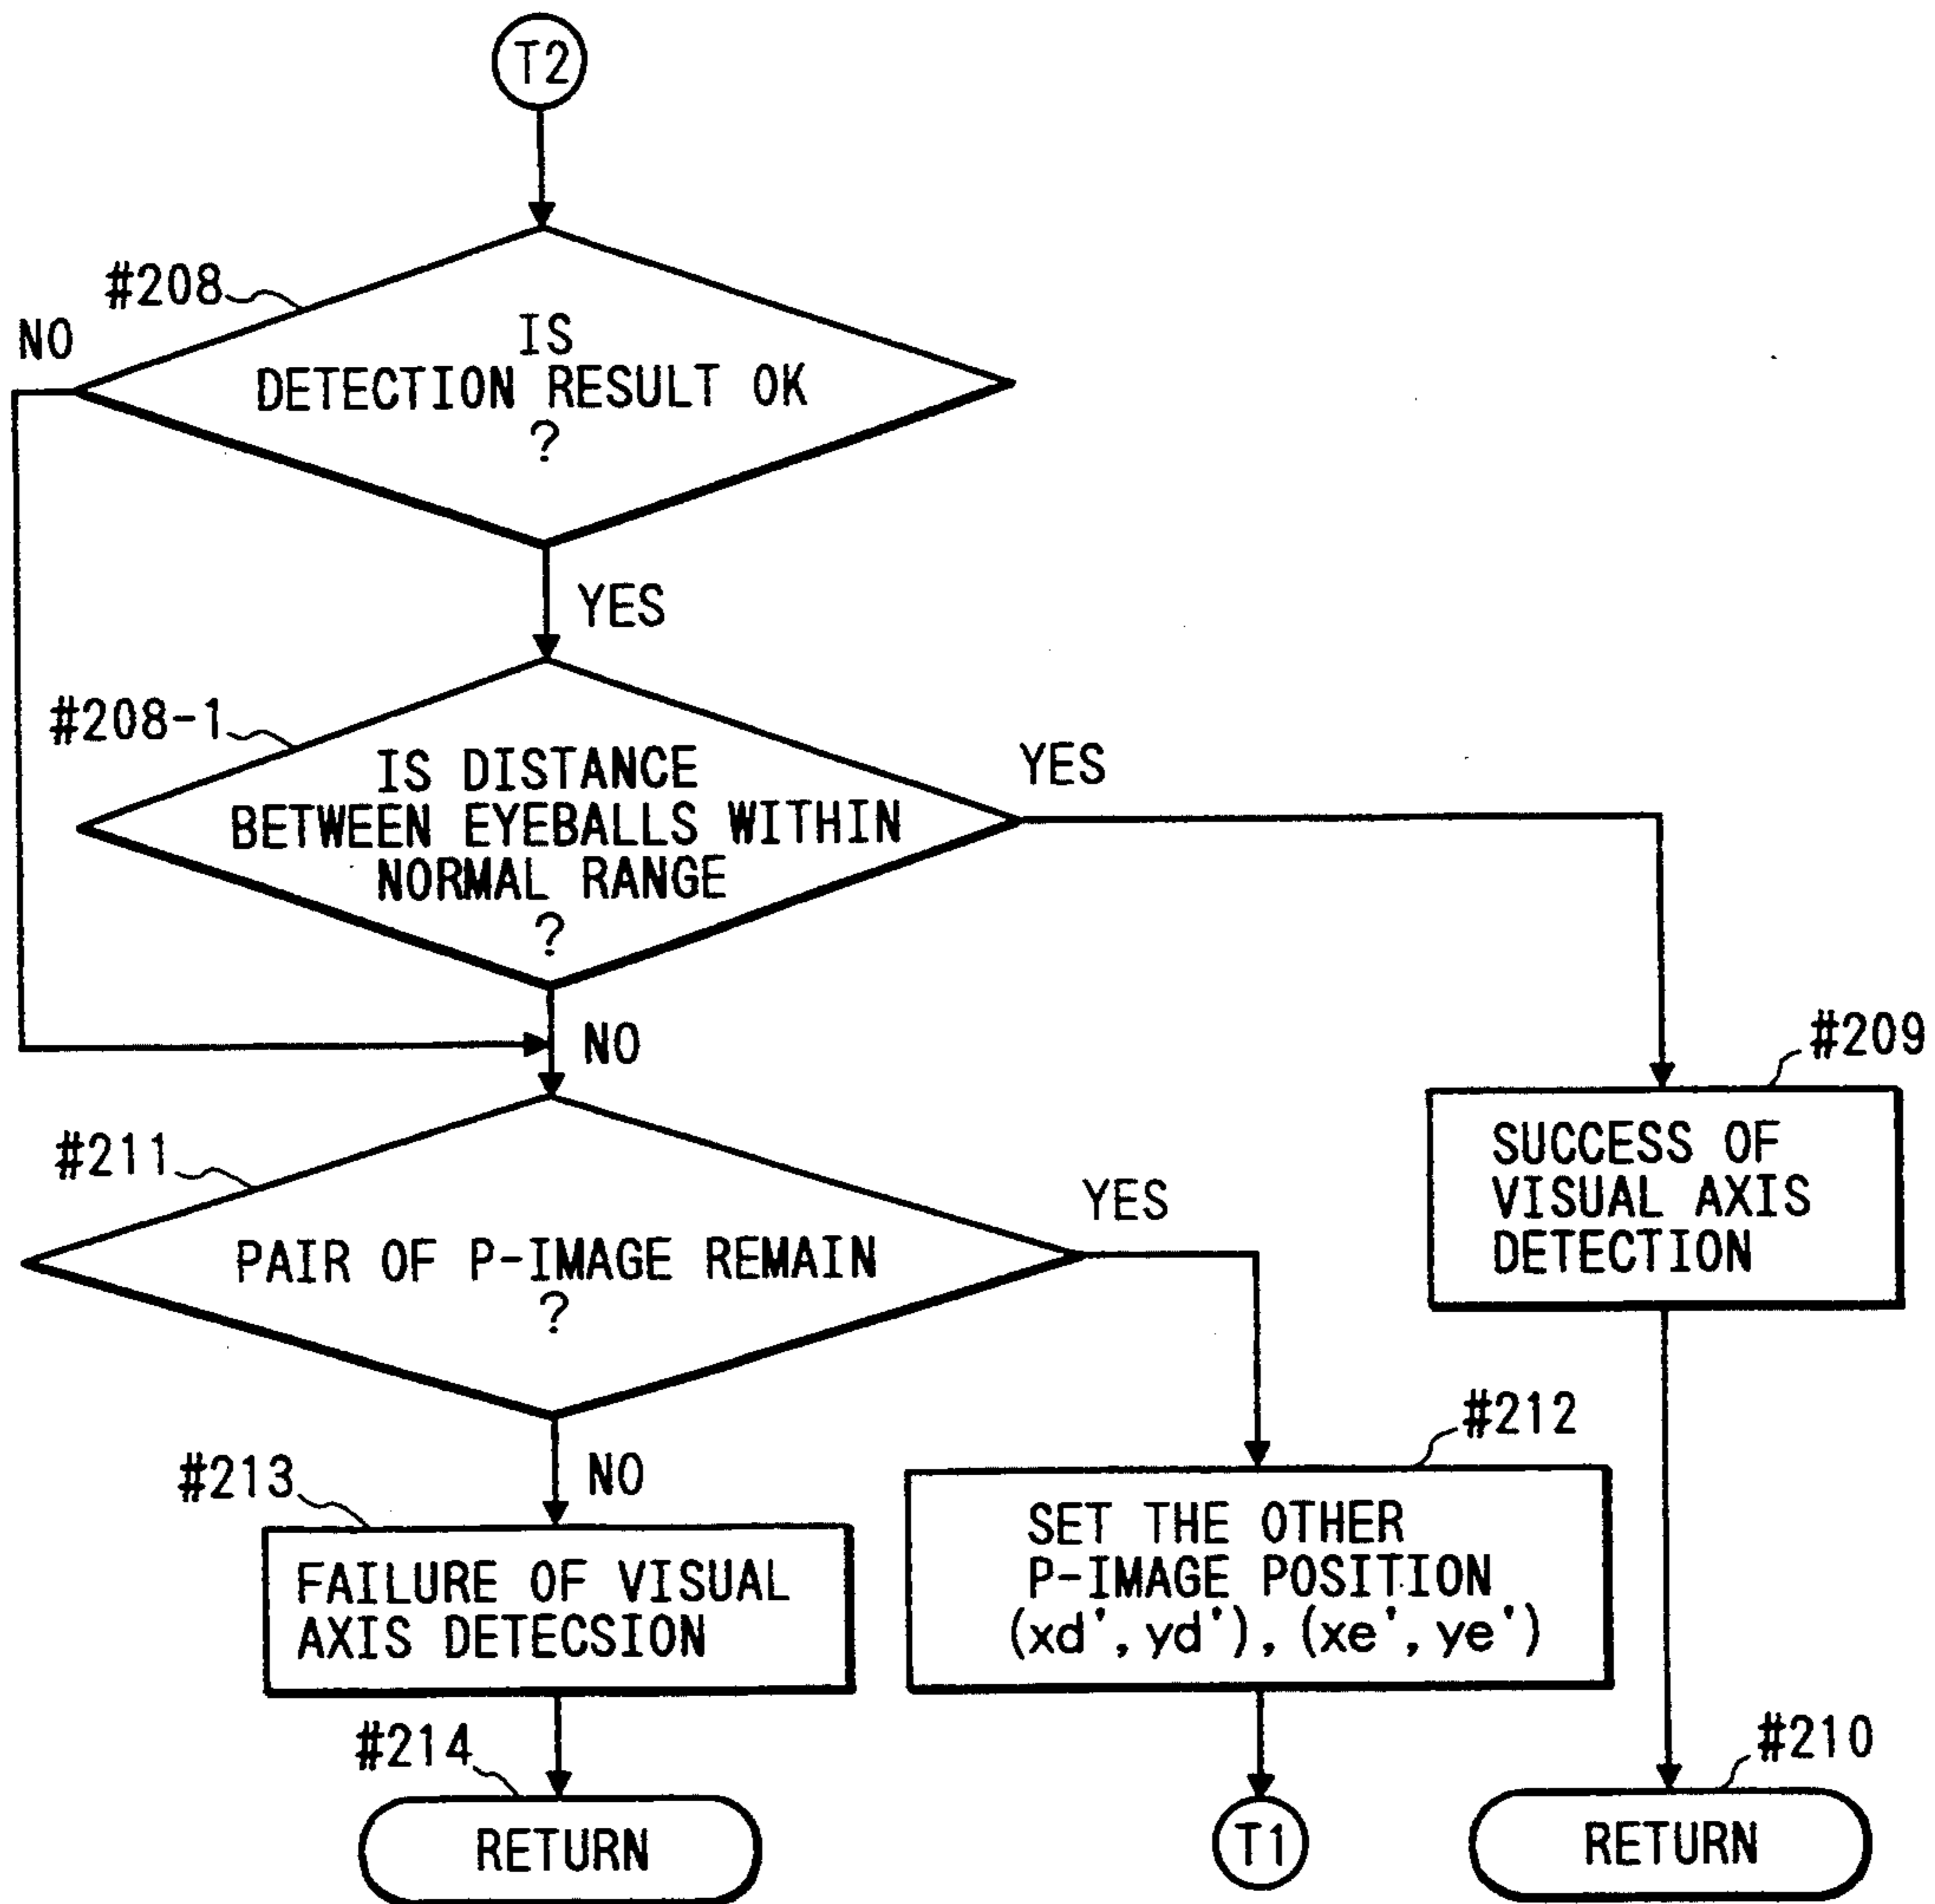 T2
#208
NO
IS
DETECTION RESULT OK
?
YES
#208-1
IS DISTANCE
BETWEEN EYEBALLS WITHIN
NORMAL RANGE
?
YES
NO
#209
SUCCESS OF
VISUAL AXIS
DETECTION
#211
PAIR OF P-IMAGE REMAIN
?
YES
NO
#212
SET THE OTHER
P-IMAGE POSITION
(xd', yd'), (xe', ye')
#213
FAILURE OF VISUAL
AXIS DETECSION
#214
RETURN
T1
#210
RETURN